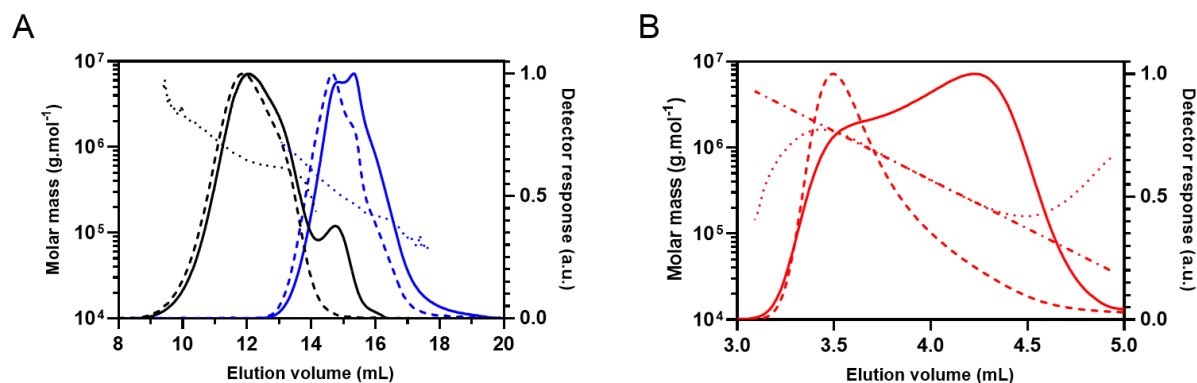 A
Molar mass (g.mol⁻¹)
10⁷
10⁶
10⁵
10⁴
8 10 12 14 16 18 20
Elution volume (mL)
1.0
0.5
0.0
Detector response (a.u.)
B
Molar mass (g.mol⁻¹)
10⁷
10⁶
10⁵
10⁴
3.0 3.5 4.0 4.5 5.0
Elution volume (mL)
1.0
0.5
0.0
Detector response (a.u.)